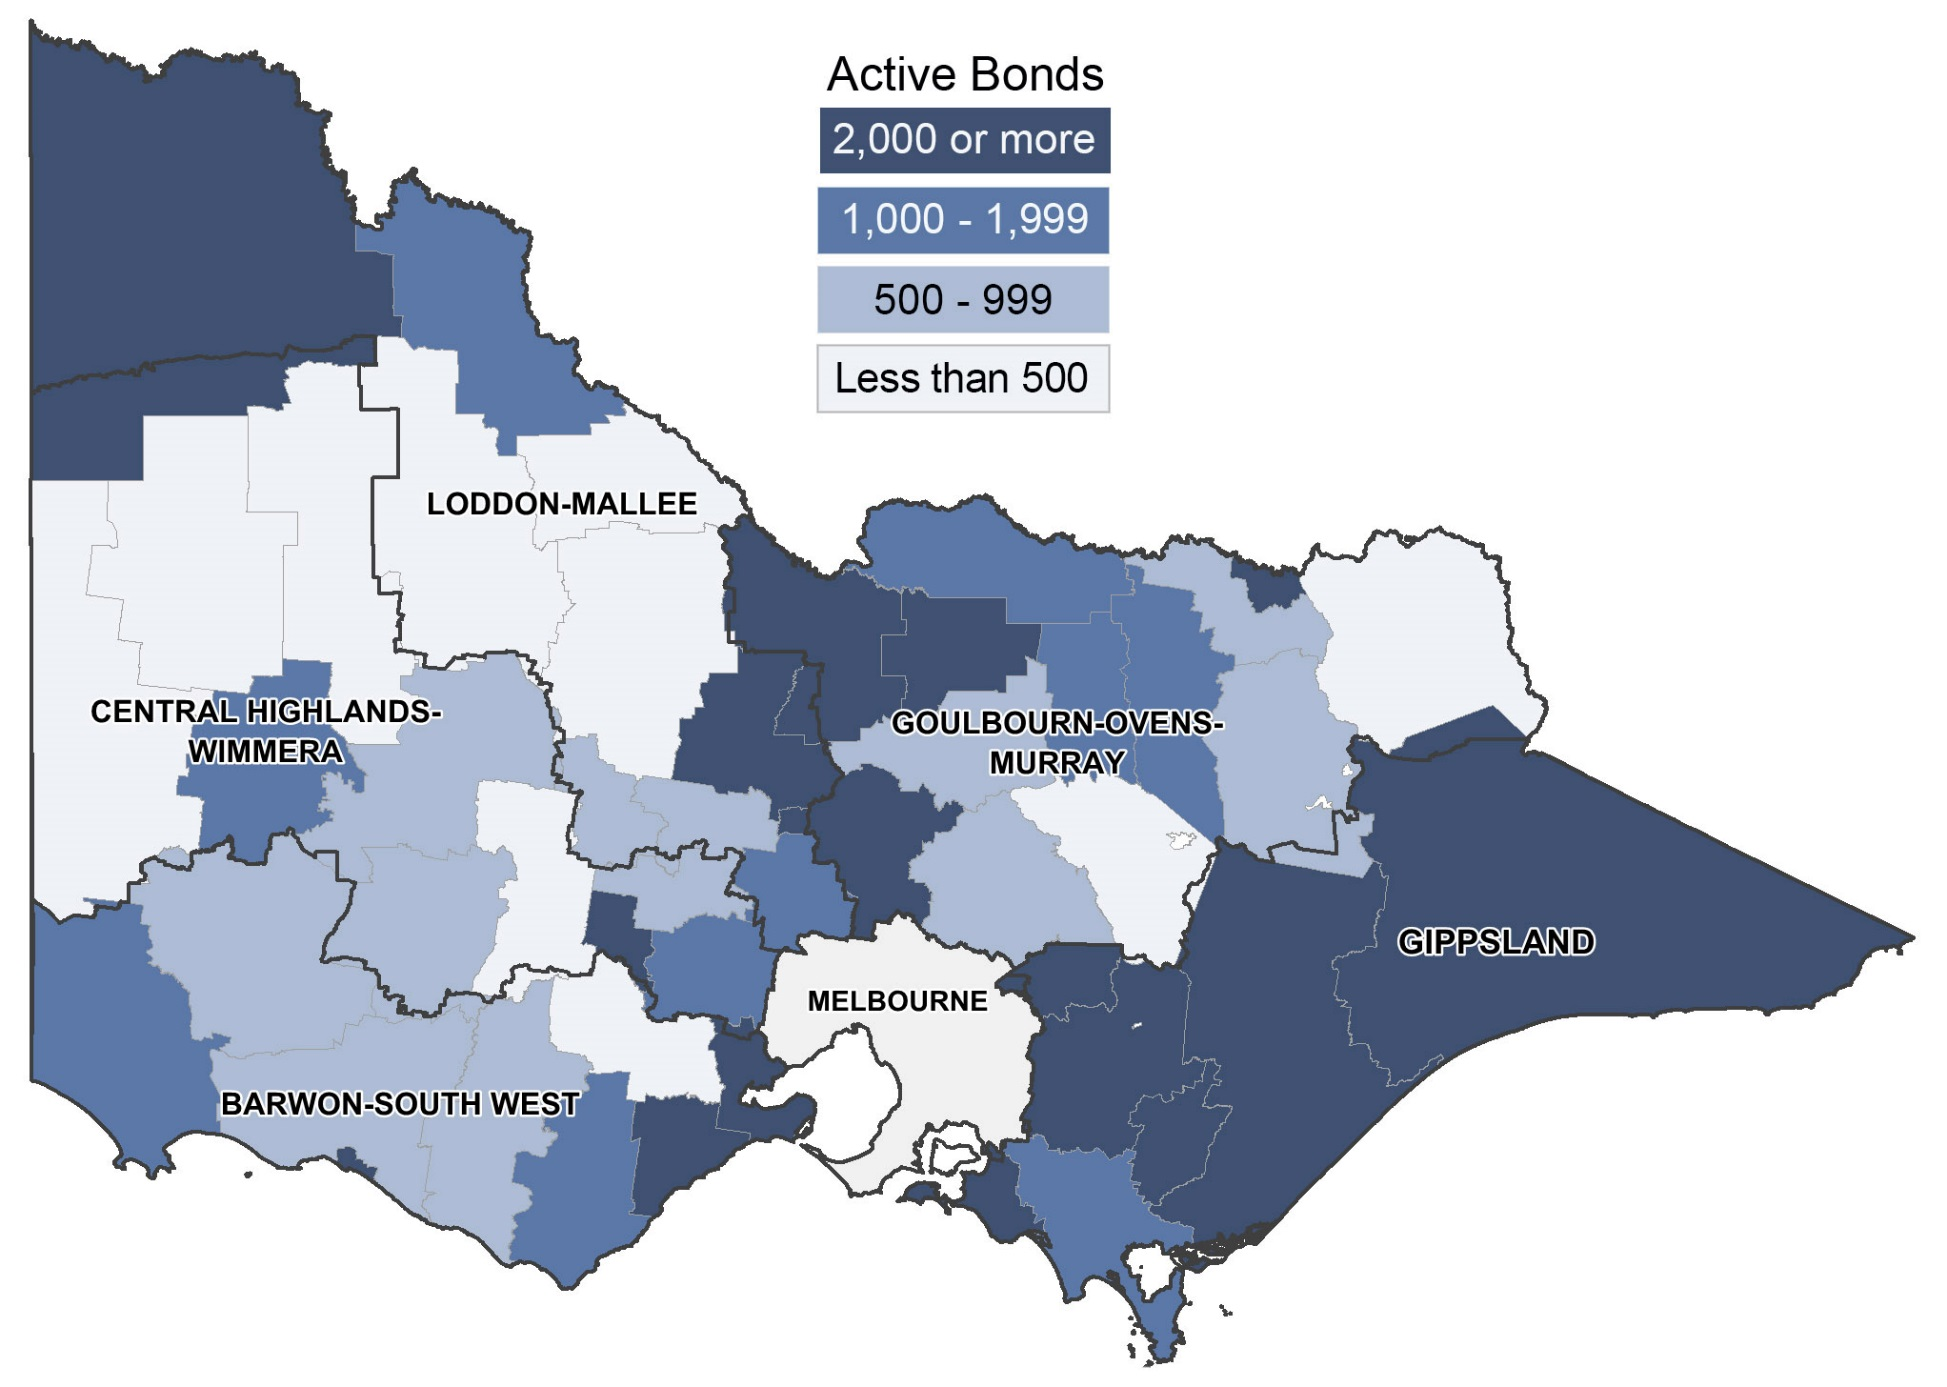 Active Bonds
2,000 or more
1,000 - 1,999
500 - 999
Less than 500
LODDON-MALLEE
CENTRAL HIGHLANDS-
WIMMERA
GOULBOURN-OVENS-
MURRAY
GIPPSLAND
MELBOURNE
BARWON-SOUTH WEST